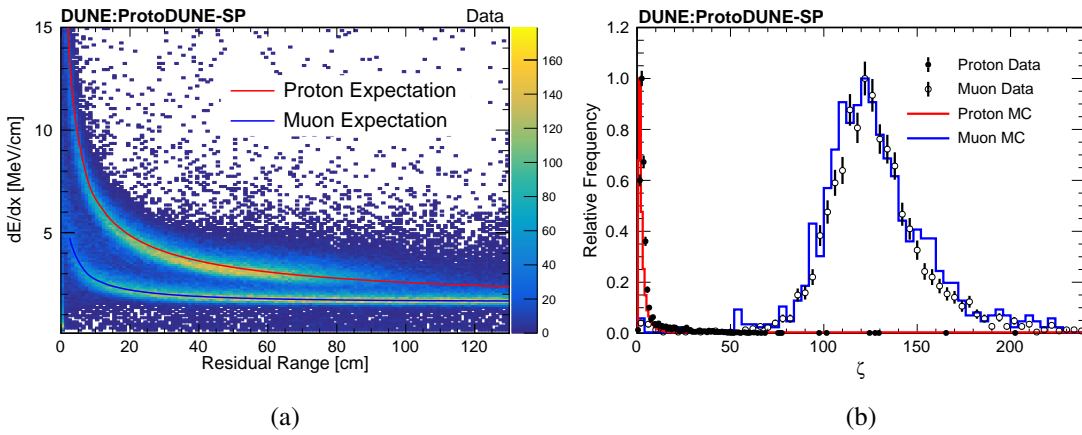 DUNE:ProtoDUNE-SP
Data
15
10
5
dE/dx [MeV/cm]
Proton Expectation
Muon Expectation
0 20 40 60 80 100 120
Residual Range [cm]
180
160
140
120
100
80
60
40
20
0
(a)
DUNE:ProtoDUNE-SP
1.2
1.0
0.8
0.6
0.4
0.2
0.0
Relative Frequency
Proton Data
Muon Data
Proton MC
Muon MC
0 50 100 150 200
ζ
(b)